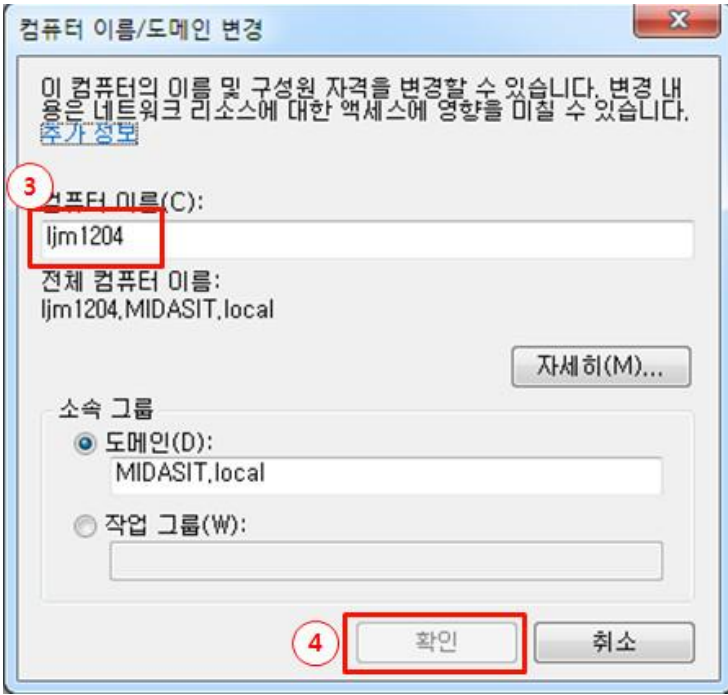 컴퓨터 이름/도메인 변경
이 컴퓨터의 이름 및 구성원 자격을 변경할 수 있습니다. 변경 내
용은 네트워크 리소스에 대한 액세스에 영향을 미칠 수 있습니다.
추가 정보
3
컴퓨터 이름(C):
ljm1204
전체 컴퓨터 이름:
ljm1204.MIDASIT.local
자세히(M)...
소속 그룹
도메인(D):
MIDASIT.local
작업 그룹(W):
4
확인
취소